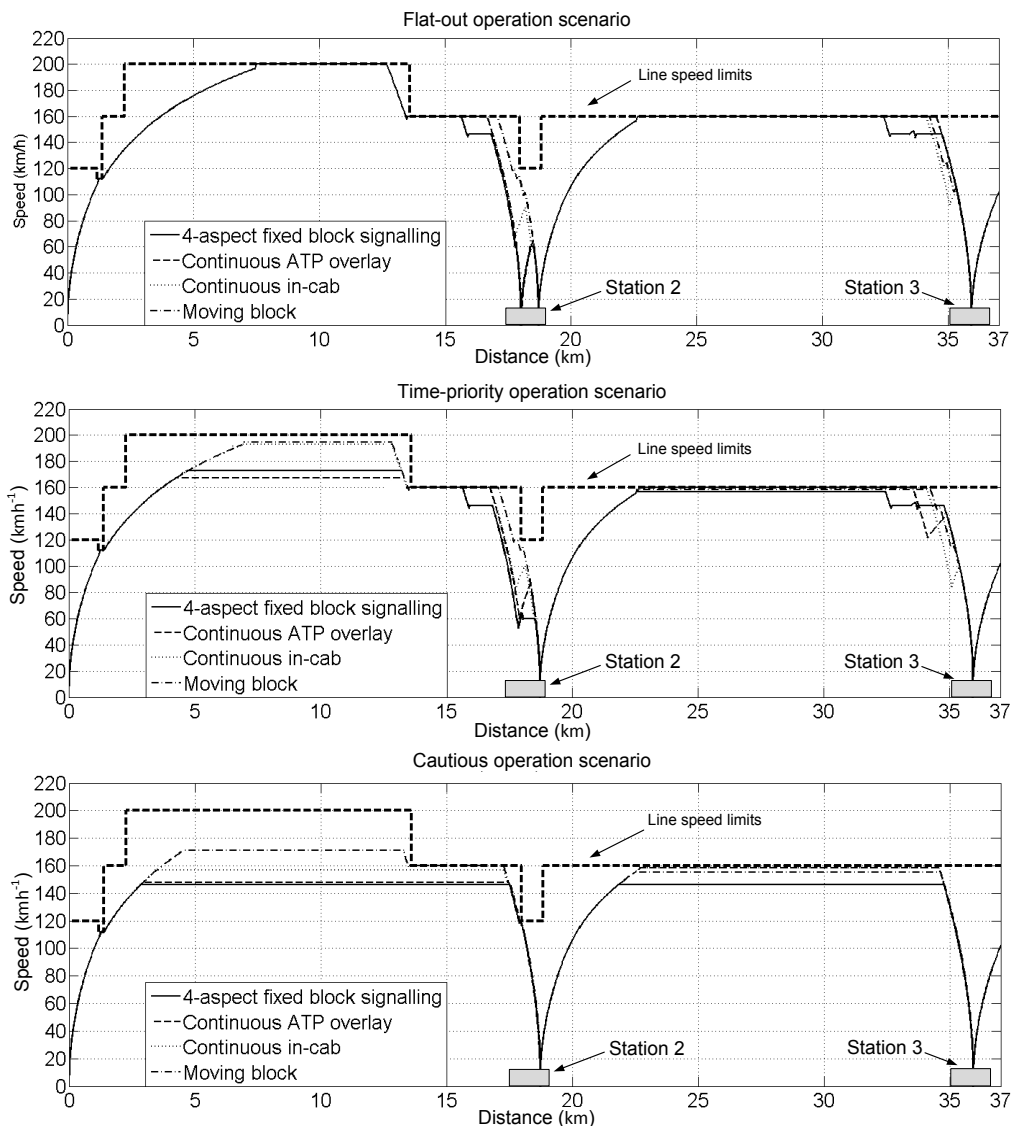 Flat-out operation scenario
Speed (km/h)
220
200
180
160
140
120
100
80
60
40
20
0
Line speed limits
4-aspect fixed block signalling
Continuous ATP overlay
Continuous in-cab
Moving block
Station 2
Station 3
0 5 10 15 20 25 30 35 37
Distance (km)
Time-priority operation scenario
Speed (kmh-1)
220
200
180
160
140
120
100
80
60
40
20
0
Line speed limits
4-aspect fixed block signalling
Continuous ATP overlay
Continuous in-cab
Moving block
Station 2
Station 3
0 5 10 15 20 25 30 35 37
Distance (km)
Cautious operation scenario
Speed (kmh-1)
220
200
180
160
140
120
100
80
60
40
20
0
Line speed limits
4-aspect fixed block signalling
Continuous ATP overlay
Continuous in-cab
Moving block
Station 2
Station 3
0 5 10 15 20 25 30 35 37
Distance (km)